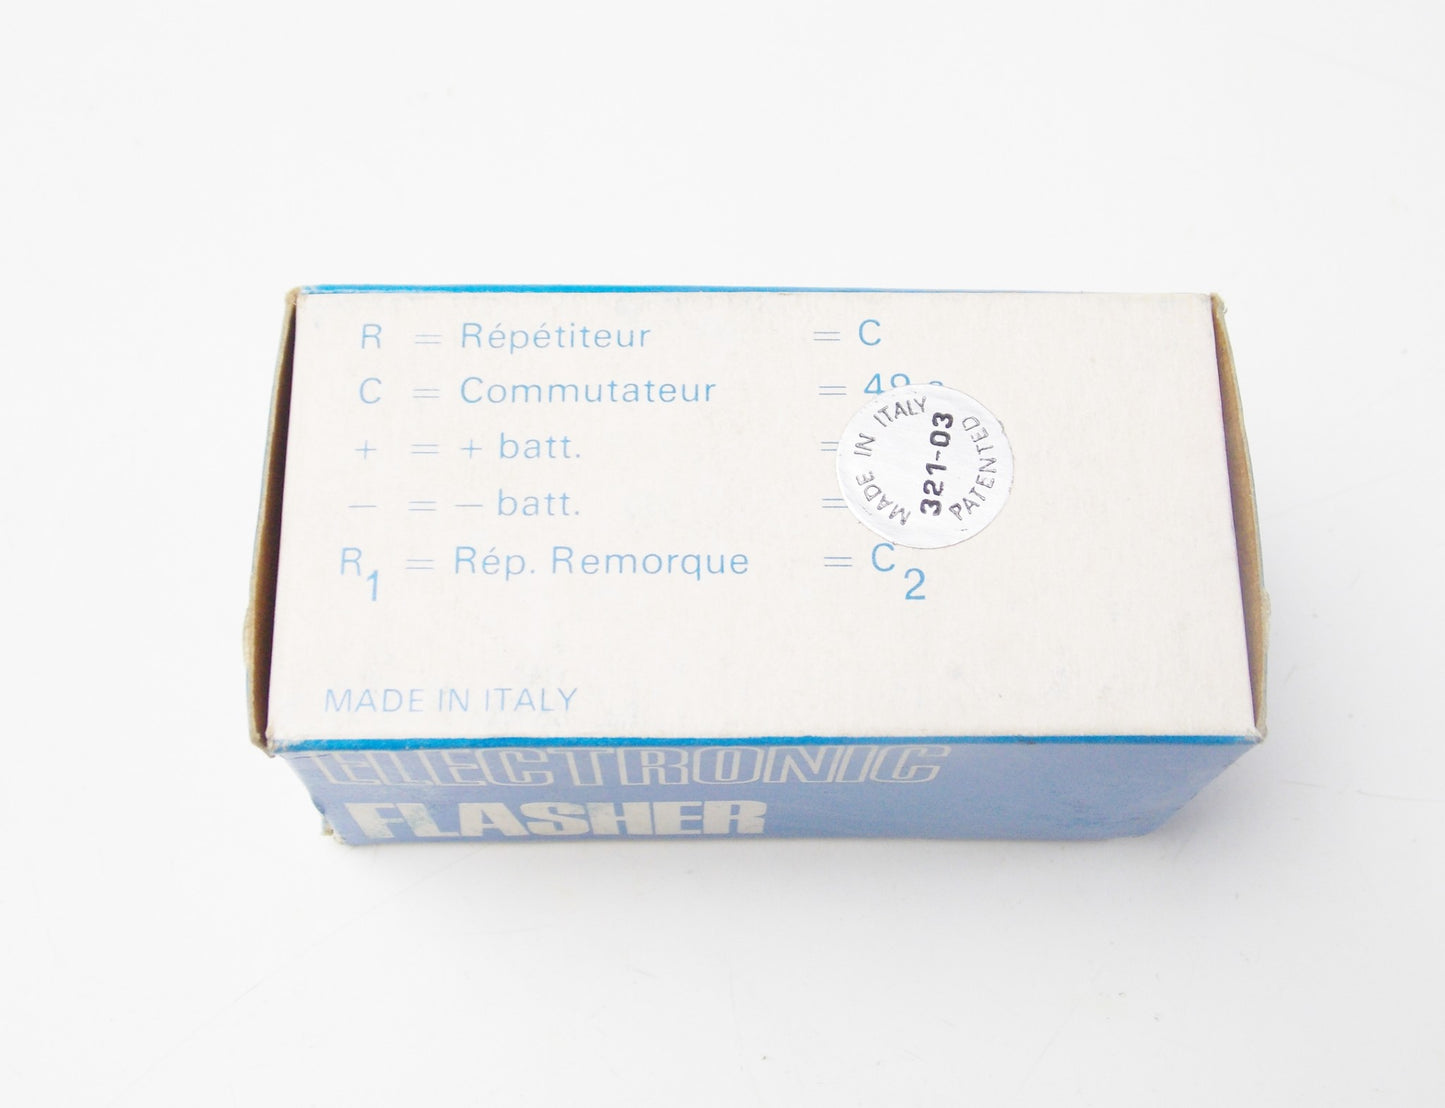 R = Répétiteur = C
C = Commutateur = 49 a
+ = + batt. =
− = − batt. =
R1 = Rép. Remorque = C2
MADE IN ITALY
321-03
PATENTED
MADE IN ITALY
ELECTRONIC
FLASHER